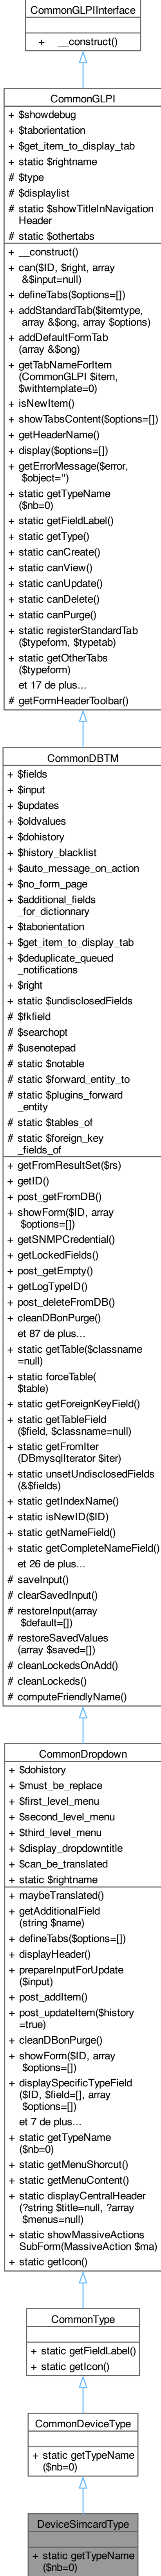 CommonGLPIInterface
+ __construct()
CommonGLPI
+ $showdebug
+ $taborientation
+ $get_item_to_display_tab
+ static $rightname
# $type
# $displaylist
# static $showTitleInNavigation
Header
# static $othertabs
+ __construct()
+ can($ID, $right, array
&$input=null)
+ defineTabs($options=[])
+ addStandardTab($itemtype,
array &$ong, array $options)
+ addDefaultFormTab
(array &$ong)
+ getTabNameForItem
(CommonGLPI $item,
$withtemplate=0)
+ isNewItem()
+ showTabsContent($options=[])
+ getHeaderName()
+ display($options=[])
+ getErrorMessage($error,
$object='')
+ static getTypeName
($nb=0)
+ static getFieldLabel()
+ static getType()
+ static canCreate()
+ static canView()
+ static canUpdate()
+ static canDelete()
+ static canPurge()
+ static registerStandardTab
($typeform, $typetab)
+ static getOtherTabs
($typeform)
et 17 de plus...
# getFormHeaderToolbar()
CommonDBTM
+ $fields
+ $input
+ $updates
+ $oldvalues
+ $dohistory
+ $history_blacklist
+ $auto_message_on_action
+ $no_form_page
+ $additional_fields
_for_dictionnary
+ $taborientation
+ $get_item_to_display_tab
+ $deduplicate_queued
_notifications
+ $right
+ static $undisclosedFields
# $fkfield
# $searchopt
# $usenotepad
# static $notable
# static $forward_entity_to
# static $plugins_forward
_entity
# static $tables_of
# static $foreign_key
_fields_of
+ getFromResultSet($rs)
+ getID()
+ post_getFromDB()
+ showForm($ID, array
$options=[])
+ getSNMPCredential()
+ getLockedFields()
+ post_getEmpty()
+ getLogTypeID()
+ post_deleteFromDB()
+ cleanDBonPurge()
et 87 de plus...
+ static getTable($classname
=null)
+ static forceTable(
$table)
+ static getForeignKeyField()
+ static getTableField
($field, $classname=null)
+ static getFromIter
(DBmysqlIterator $iter)
+ static unsetUndisclosedFields
(&$fields)
+ static getIndexName()
+ static isNewID($ID)
+ static getNameField()
+ static getCompleteNameField()
et 26 de plus...
# saveInput()
# clearSavedInput()
# restoreInput(array
$default=[])
# restoreSavedValues
(array $saved=[])
# cleanLockedsOnAdd()
# cleanLockeds()
# computeFriendlyName()
CommonDropdown
+ $dohistory
+ $must_be_replace
+ $first_level_menu
+ $second_level_menu
+ $third_level_menu
+ $display_dropdowntitle
+ $can_be_translated
+ static $rightname
+ maybeTranslated()
+ getAdditionalField
(string $name)
+ defineTabs($options=[])
+ displayHeader()
+ prepareInputForUpdate
($input)
+ post_addItem()
+ post_updateItem($history
=true)
+ cleanDBonPurge()
+ showForm($ID, array
$options=[])
+ displaySpecificTypeField
($ID, $field=[], array
$options=[])
et 7 de plus...
+ static getTypeName
($nb=0)
+ static getMenuShorcut()
+ static getMenuContent()
+ static displayCentralHeader
(?string $title=null, ?array
$menus=null)
+ static showMassiveActions
SubForm(MassiveAction $ma)
+ static getIcon()
CommonType
+ static getFieldLabel()
+ static getIcon()
CommonDeviceType
+ static getTypeName
($nb=0)
DeviceSimcardType
+ static getTypeName
($nb=0)